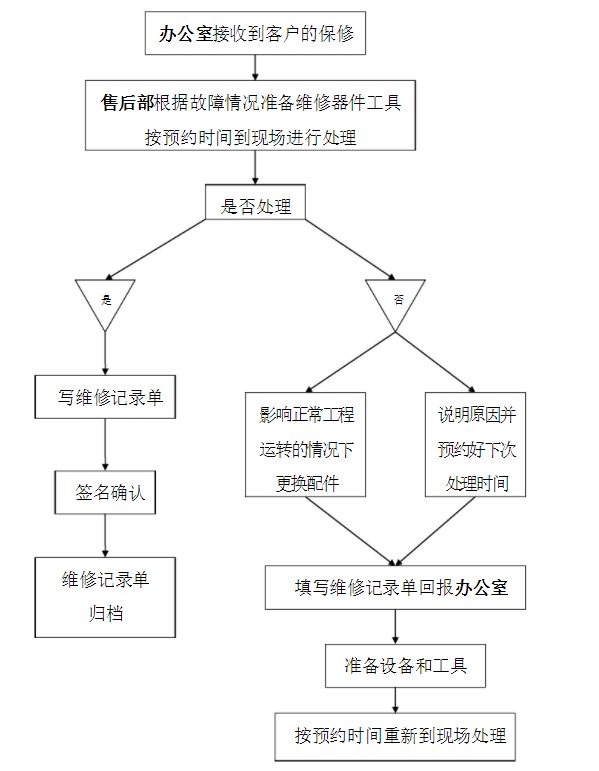 办公室接收到客户的保修
售后部根据故障情况准备维修器件工具
按预约时间到现场进行处理
是否处理
是
否
写维修记录单
签名确认
维修记录单
归档
影响正常工程
运转的情况下
更换配件
说明原因并
预约好下次
处理时间
填写维修记录单回报办公室
准备设备和工具
按预约时间重新到现场处理